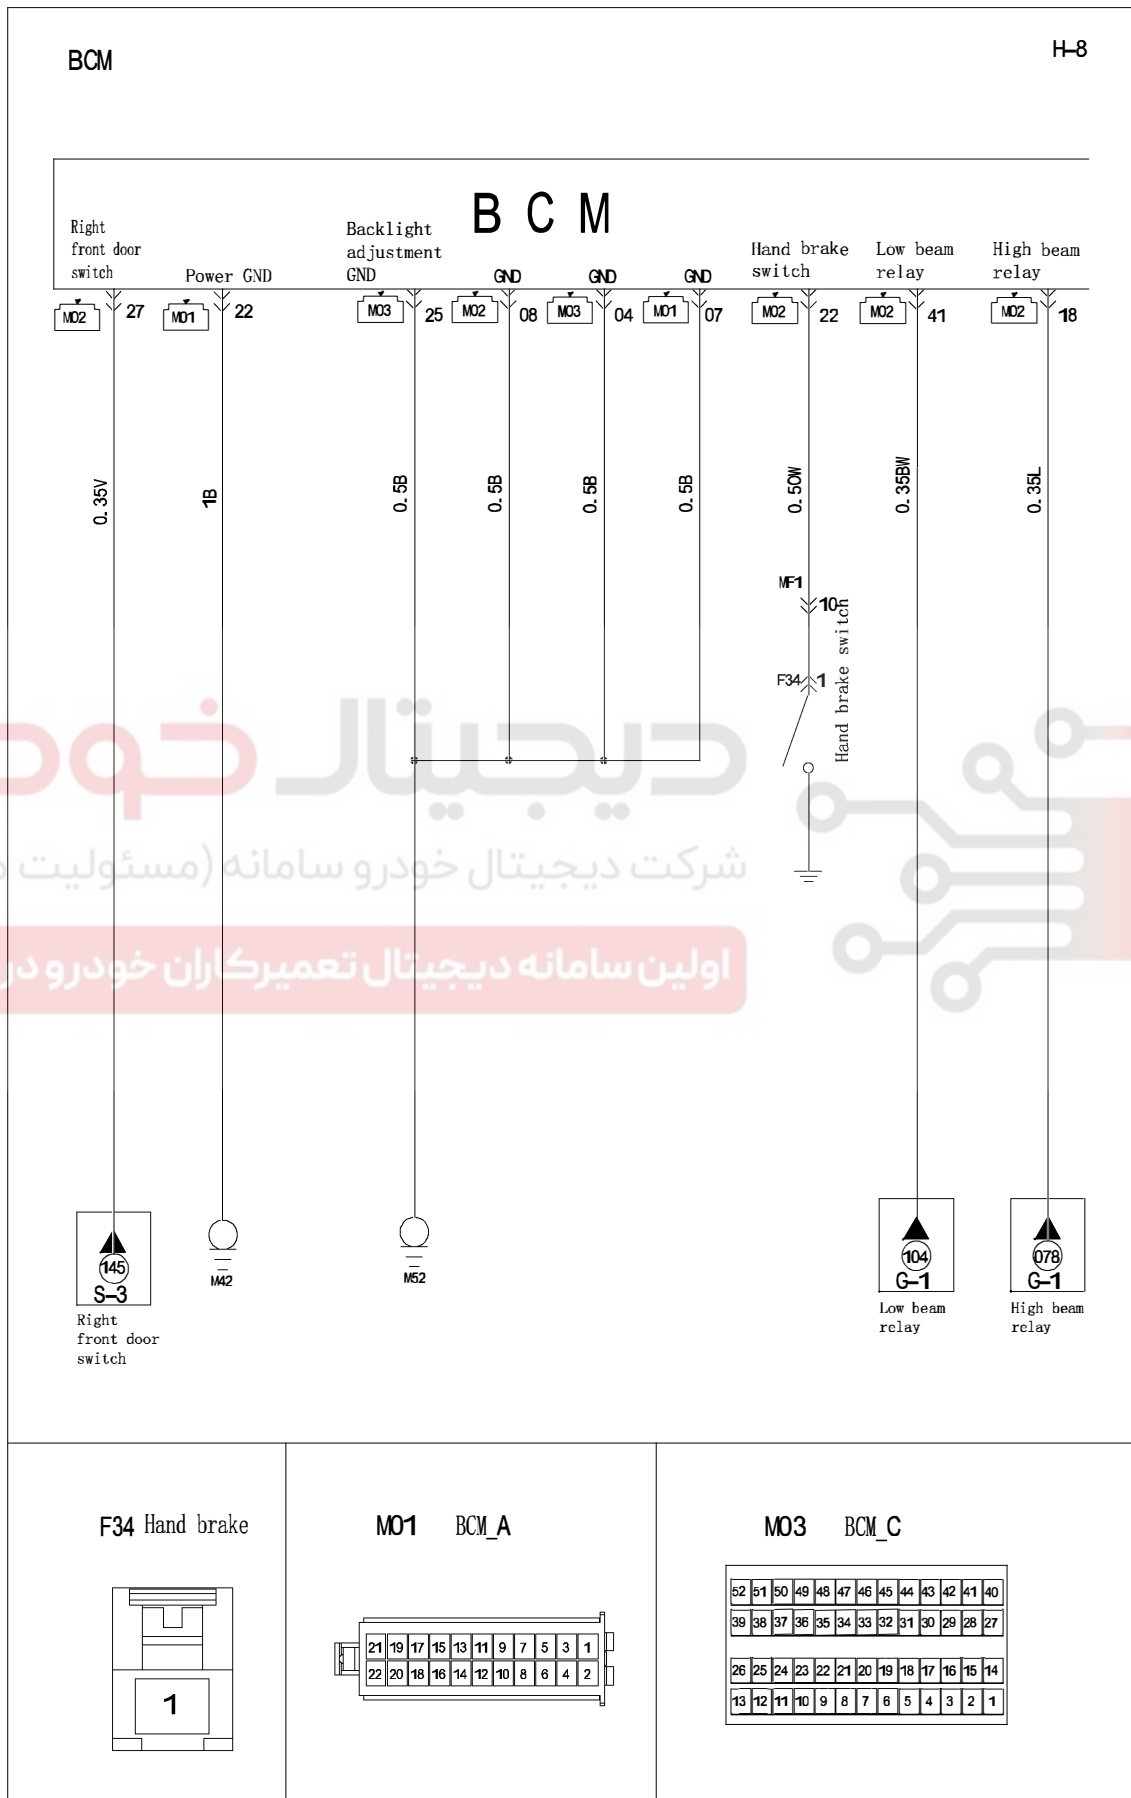 BCM
H-8
B C M
Right
front door
switch
Power GND
Backlight
adjustment
GND
GND
GND
GND
Hand brake
switch
Low beam
relay
High beam
relay
M02 27
M01 22
M03 25
M02 08
M03 04
M01 07
M02 22
M02 41
M02 18
0.35V
1B
0.5B
0.5B
0.5B
0.5B
0.5OW
0.35BW
0.35L
MF1
10
F34 1
Hand brake switch
دیجیتال خود
شرکت دیجیتال خودرو سامانه (مسئولیت
اولین سامانه دیجیتال تعمیرکاران خودرو در
145
S-3
Right
front door
switch
M42
M52
104
G-1
Low beam
relay
078
G-1
High beam
relay
F34 Hand brake
1
M01 BCM_A
21 19 17 15 13 11 9 7 5 3 1
22 20 18 16 14 12 10 8 6 4 2
M03 BCM_C
52 51 50 49 48 47 46 45 44 43 42 41 40
39 38 37 36 35 34 33 32 31 30 29 28 27
26 25 24 23 22 21 20 19 18 17 16 15 14
13 12 11 10 9 8 7 6 5 4 3 2 1